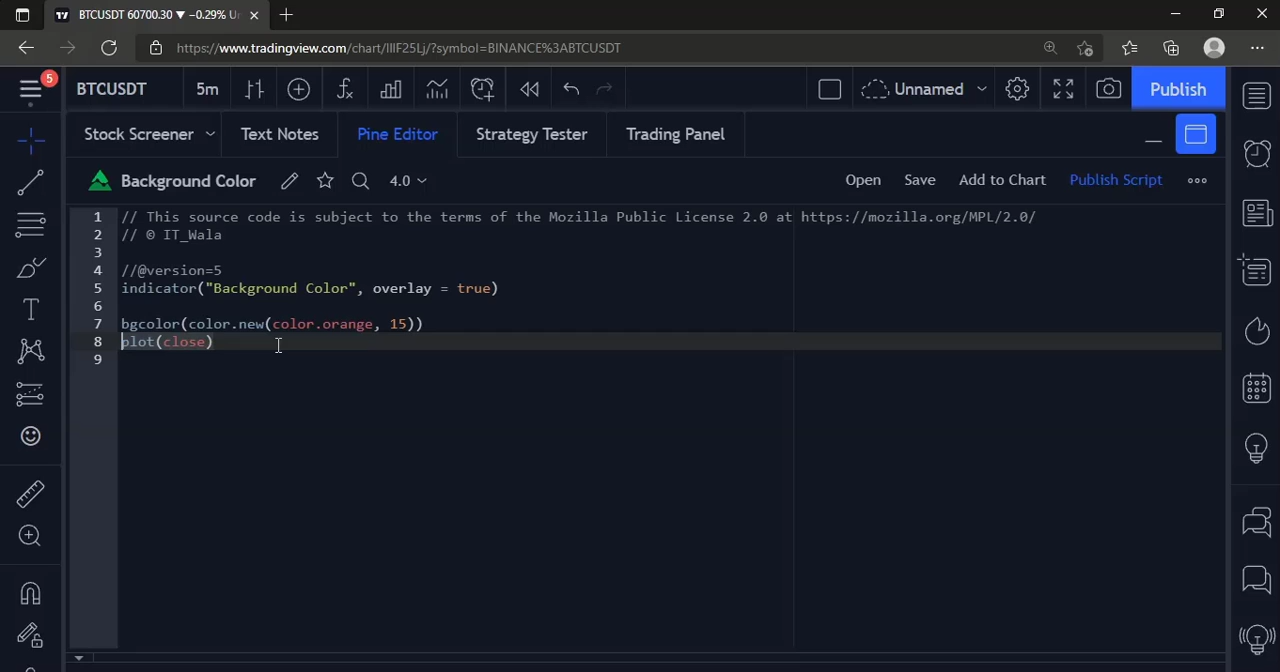 BTCUSDT 60700.30 ▼ −0.29% U
https://www.tradingview.com/chart/IIIF25Lj/?symbol=BINANCE%3ABTCUSDT
5
BTCUSDT 5m Unnamed Publish
Stock Screener Text Notes Pine Editor Strategy Tester Trading Panel
Background Color 4.0 Open Save Add to Chart Publish Script
1 // This source code is subject to the terms of the Mozilla Public License 2.0 at https://mozilla.org/MPL/2.0/
2 // © IT_Wala
3
4 //@version=5
5 indicator("Background Color", overlay = true)
6
7 bgcolor(color.new(color.orange, 15))
8 plot(close)
9